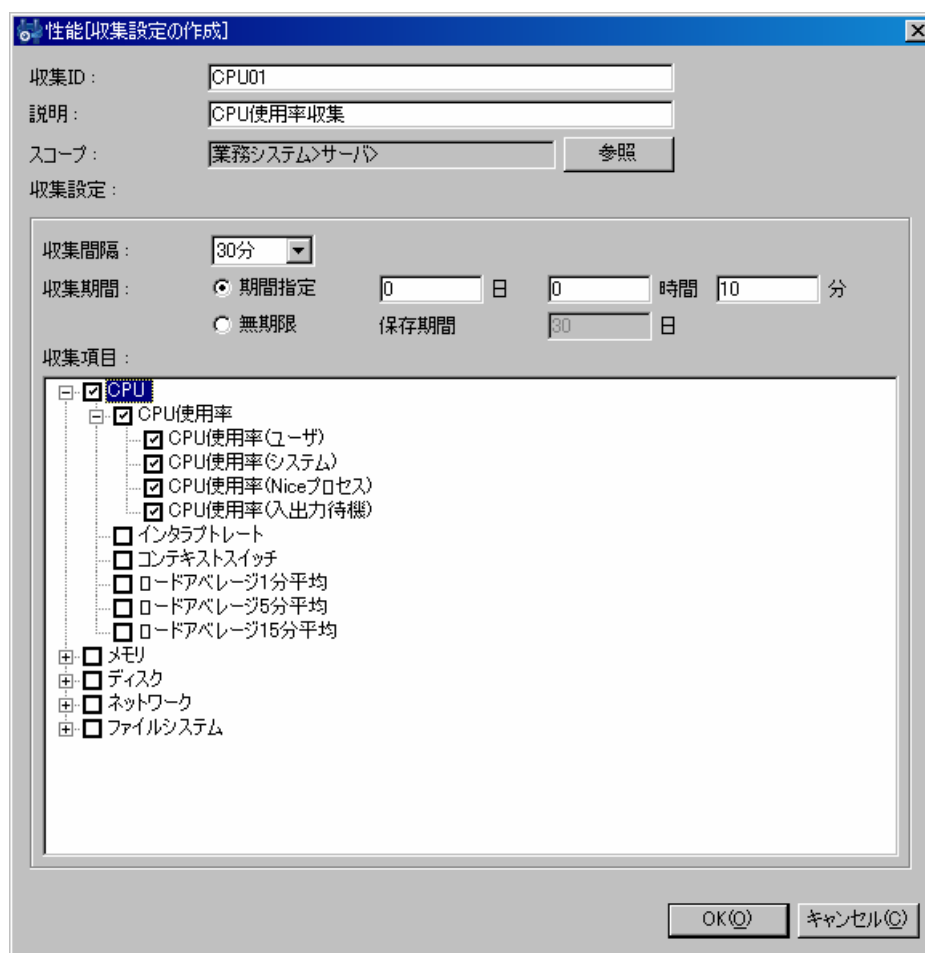 性能[収集設定の作成]
収集ID : CPU01
説明 : CPU使用率収集
スコープ : 業務システム>サーバ> 参照
収集設定 :
収集間隔 : 30分
収集期間 : 期間指定 0 日 0 時間 10 分
無期限 保存期間 30 日
収集項目 :
CPU
CPU使用率
CPU使用率(ユーザ)
CPU使用率(システム)
CPU使用率(Niceプロセス)
CPU使用率(入出力待機)
インタラプトレート
コンテキストスイッチ
ロードアベレージ1分平均
ロードアベレージ5分平均
ロードアベレージ15分平均
メモリ
ディスク
ネットワーク
ファイルシステム
OK(O) キャンセル(C)